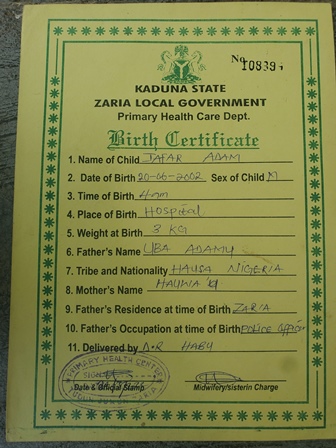 No 10839
KADUNA STATE
ZARIA LOCAL GOVERNMENT
Primary Health Care Dept.
Birth Certificate
1. Name of Child JAFAR ADAM
2. Date of Birth 20-06-2002 Sex of Child M
3. Time of Birth 4am
4. Place of Birth Hospital
5. Weight at Birth 3 KG
6. Father's Name UBA ADAMU
7. Tribe and Nationality HAUSA NIGERIA
8. Mother's Name HAUWA'U
9. Father's Residence at time of Birth ZARIA
10. Father's Occupation at time of Birth POLICE OFFICER
11. Delivered by D.R HABU
PRIMARY HEALTH CENTRE
SIGN
Date & Official Stamp Midwifery/sisterin Charge